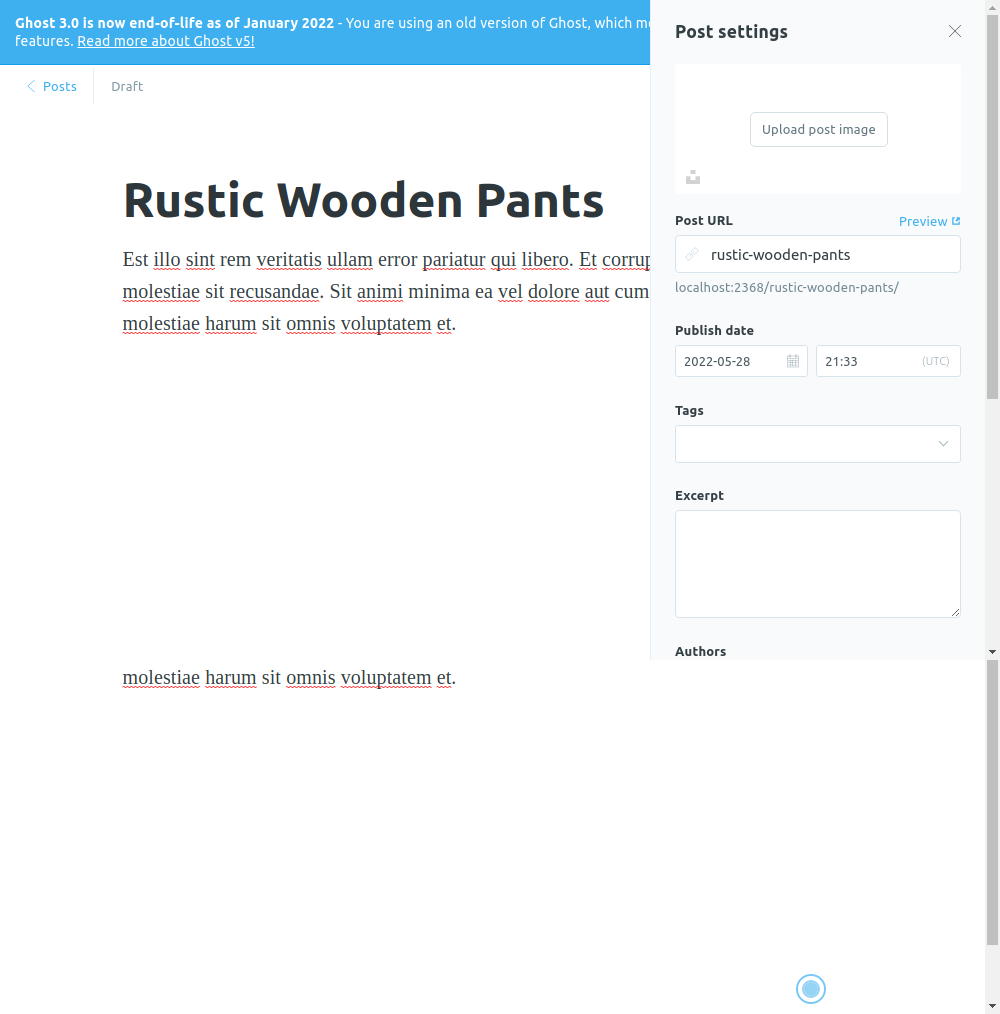 Ghost 3.0 is now end-of-life as of January 2022 - You are using an old version of Ghost, which
features. Read more about Ghost v5!
Posts
Draft
Rustic Wooden Pants
Est illo sint rem veritatis ullam error pariatur qui libero. Et
molestiae sit recusandae. Sit animi minima ea vel dolore aut cum
molestiae harum sit omnis voluptatem et.
molestiae harum sit omnis voluptatem et.
Post settings
Upload post image
Post URL
Preview
rustic-wooden-pants
localhost:2368/rustic-wooden-pants/
Publish date
2022-05-28
21:33
(UTC)
Tags
Excerpt
Authors